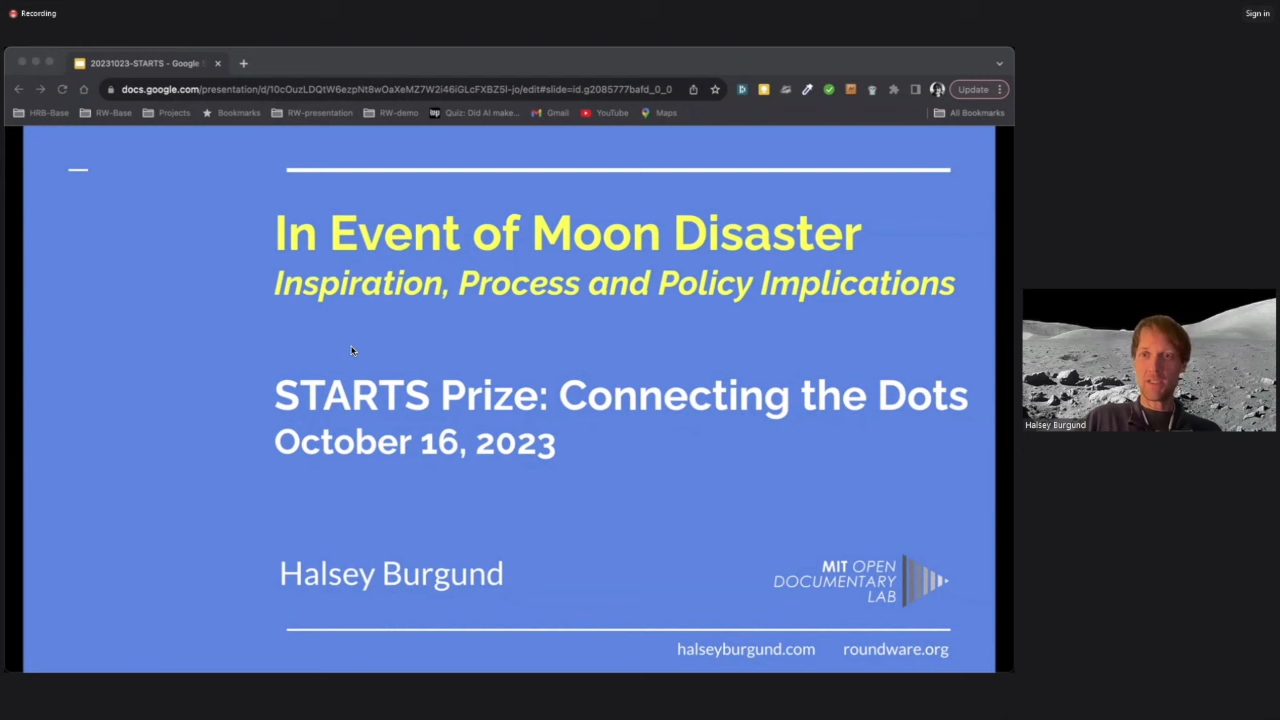 Recording
Sign in
20231023-STARTS - Google S
docs.google.com/presentation/d/10cOuzLDQtW6ezpNt8wOaXeMZ7W2i46iGLcFXBZ5I-jo/edit#slide=id.g2085777bafd_0_0
Update
HRB-Base RW-Base Projects Bookmarks RW-presentation RW-demo Quiz: Did AI make... Gmail YouTube Maps All Bookmarks
In Event of Moon Disaster
Inspiration, Process and Policy Implications
STARTS Prize: Connecting the Dots
October 16, 2023
Halsey Burgund
MIT OPEN
DOCUMENTARY
LAB
halseyburgund.com roundware.org
Halsey Burgund